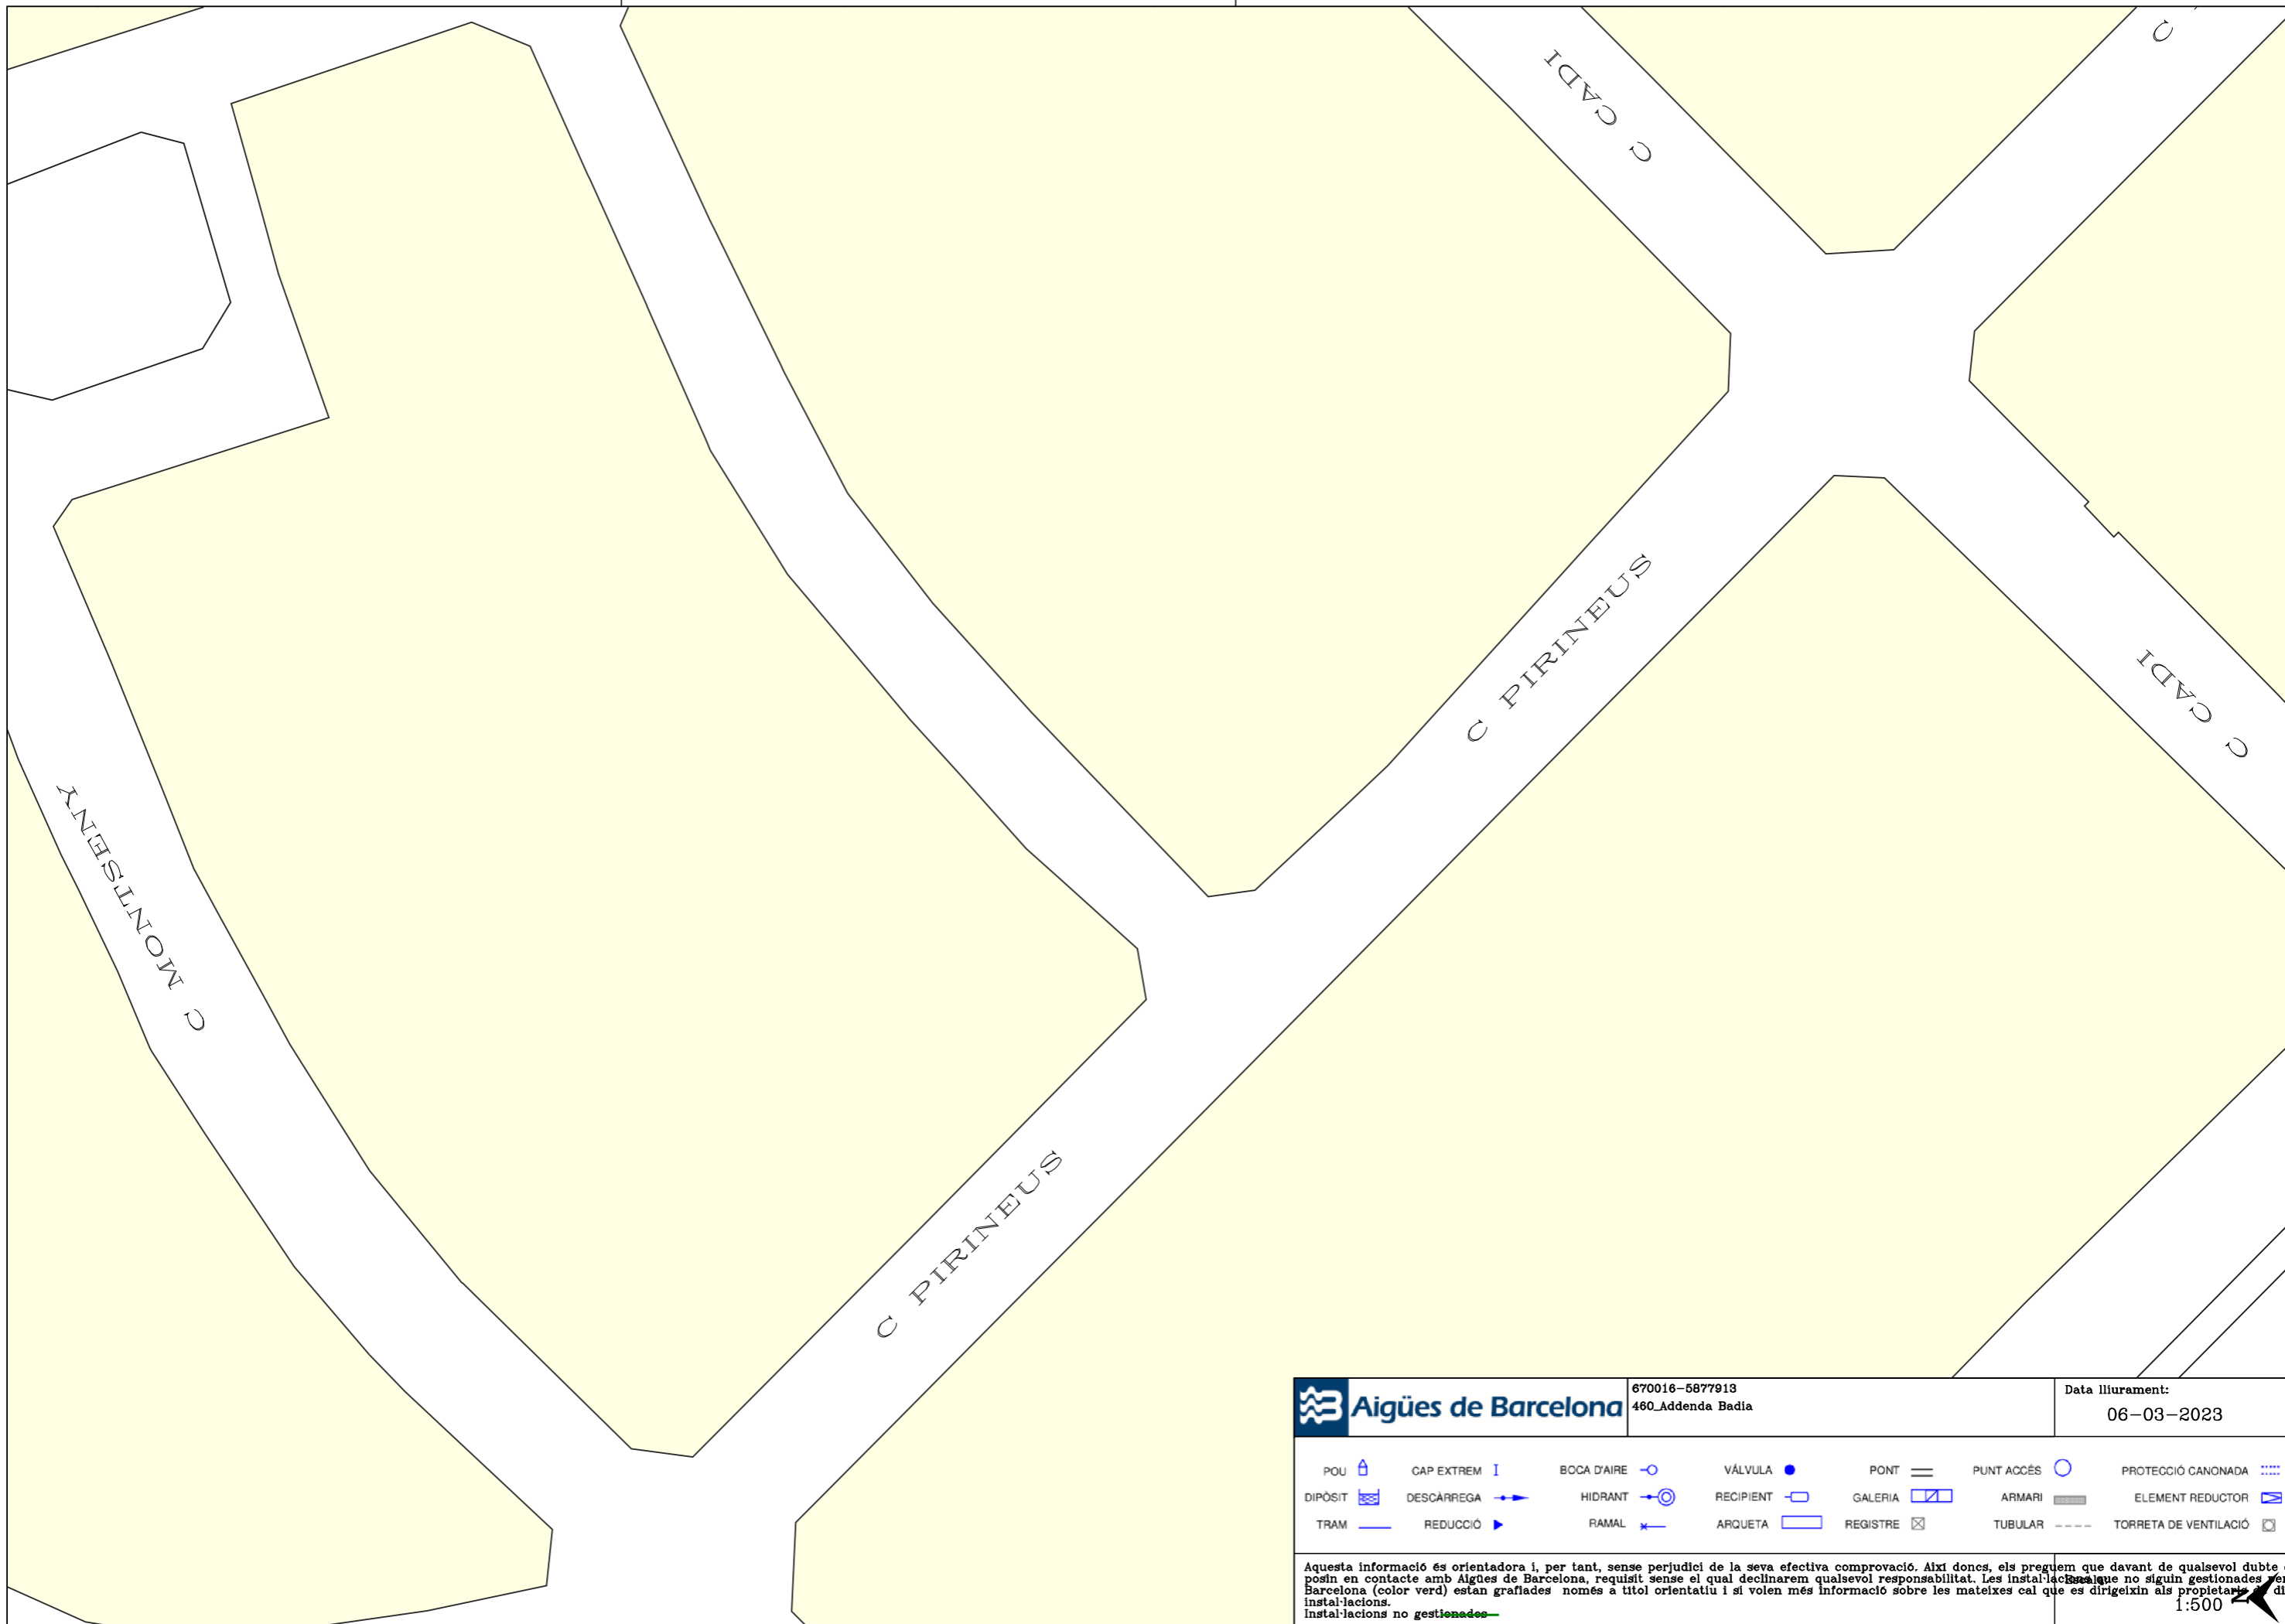 C CADI
C
C PIRINEUS
C CADI
C MONTSENY
C PIRINEUS
Aigües de Barcelona
670016-5877913
460_Addenda Badia
Data lliurament:
06-03-2023
POU CAP EXTREM BOCA D'AIRE VÁLVULA PONT PUNT ACCÉS PROTECCIÓ CANONADA
DIPÒSIT DESCÀRREGA HIDRANT RECIPIENT GALERIA ARMARI ELEMENT REDUCTOR
TRAM REDUCCIÓ RAMAL ARQUETA REGISTRE TUBULAR TORRETA DE VENTILACIÓ
Aquesta informació és orientadora i, per tant, sense perjudici de la seva efectiva comprovació. Així doncs, els preguem que davant de qualsevol dubte
posin en contacte amb Aigües de Barcelona, requisit sense el qual declinarem qualsevol responsabilitat. Les instal·lacions que no siguin gestionades
Barcelona (color verd) estan grafiades només a títol orientatiu i si volen més informació sobre les mateixes cal que es dirigeixin als propietaris
instal·lacions.
Instal·lacions no gestionades
Escala:
1:500
N